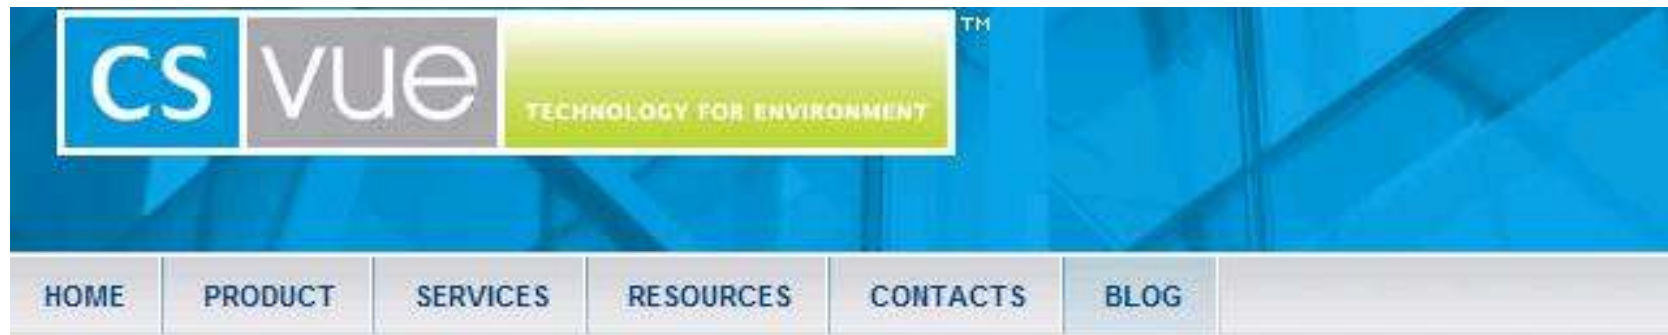 cs vue ™
TECHNOLOGY FOR ENVIRONMENT
HOME PRODUCT SERVICES RESOURCES CONTACTS BLOG